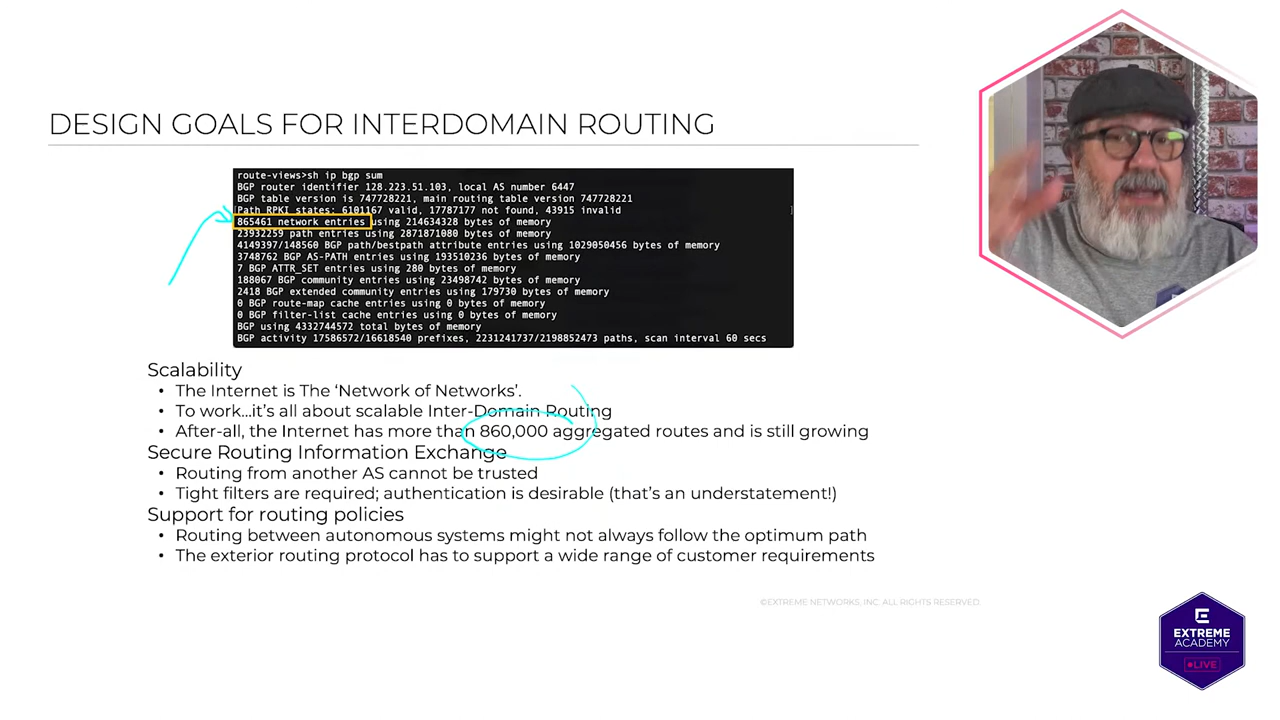 DESIGN GOALS FOR INTERDOMAIN ROUTING
route-views>sh ip bgp sum
BGP router identifier 128.223.51.103, local AS number 6447
BGP table version is 747728221, main routing table version 747728221
[Path RPKI states: 6101167 valid, 17787177 not found, 43915 invalid ]
865461 network entries using 214634328 bytes of memory
23932259 path entries using 2871871080 bytes of memory
4149397/148560 BGP path/bestpath attribute entries using 1029050456 bytes of memory
3748762 BGP AS-PATH entries using 193510236 bytes of memory
7 BGP ATTR_SET entries using 280 bytes of memory
188067 BGP community entries using 23498742 bytes of memory
2418 BGP extended community entries using 179730 bytes of memory
0 BGP route-map cache entries using 0 bytes of memory
0 BGP filter-list cache entries using 0 bytes of memory
BGP using 4332744572 total bytes of memory
BGP activity 17586572/16618540 prefixes, 2231241737/2198852473 paths, scan interval 60 secs
Scalability
• The Internet is The ‘Network of Networks’.
• To work...it’s all about scalable Inter-Domain Routing
• After-all, the Internet has more than 860,000 aggregated routes and is still growing
Secure Routing Information Exchange
• Routing from another AS cannot be trusted
• Tight filters are required; authentication is desirable (that’s an understatement!)
Support for routing policies
• Routing between autonomous systems might not always follow the optimum path
• The exterior routing protocol has to support a wide range of customer requirements
©EXTREME NETWORKS, INC. ALL RIGHTS RESERVED.
EXTREME
ACADEMY
LIVE